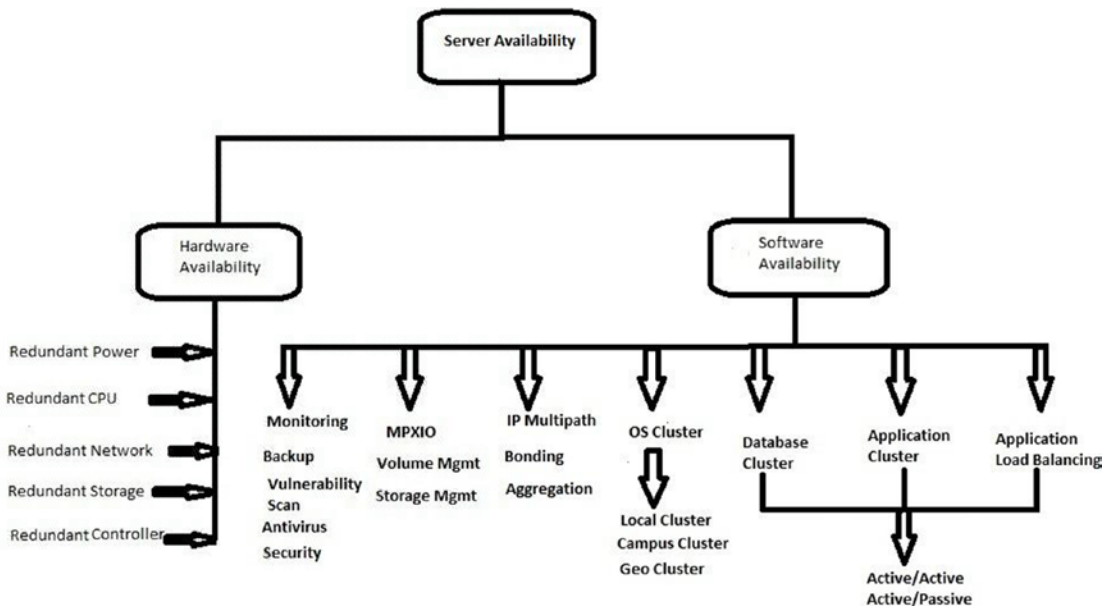 Server Availability
Hardware
Availability
Software
Availability
Redundant Power
Redundant CPU
Redundant Network
Redundant Storage
Redundant Controller
Monitoring
Backup
Vulnerability
Scan
Antivirus
Security
MPXIO
Volume Mgmt
Storage Mgmt
IP Multipath
Bonding
Aggregation
OS Cluster
Local Cluster
Campus Cluster
Geo Cluster
Database
Cluster
Application
Cluster
Application
Load Balancing
Active/Active
Active/Passive